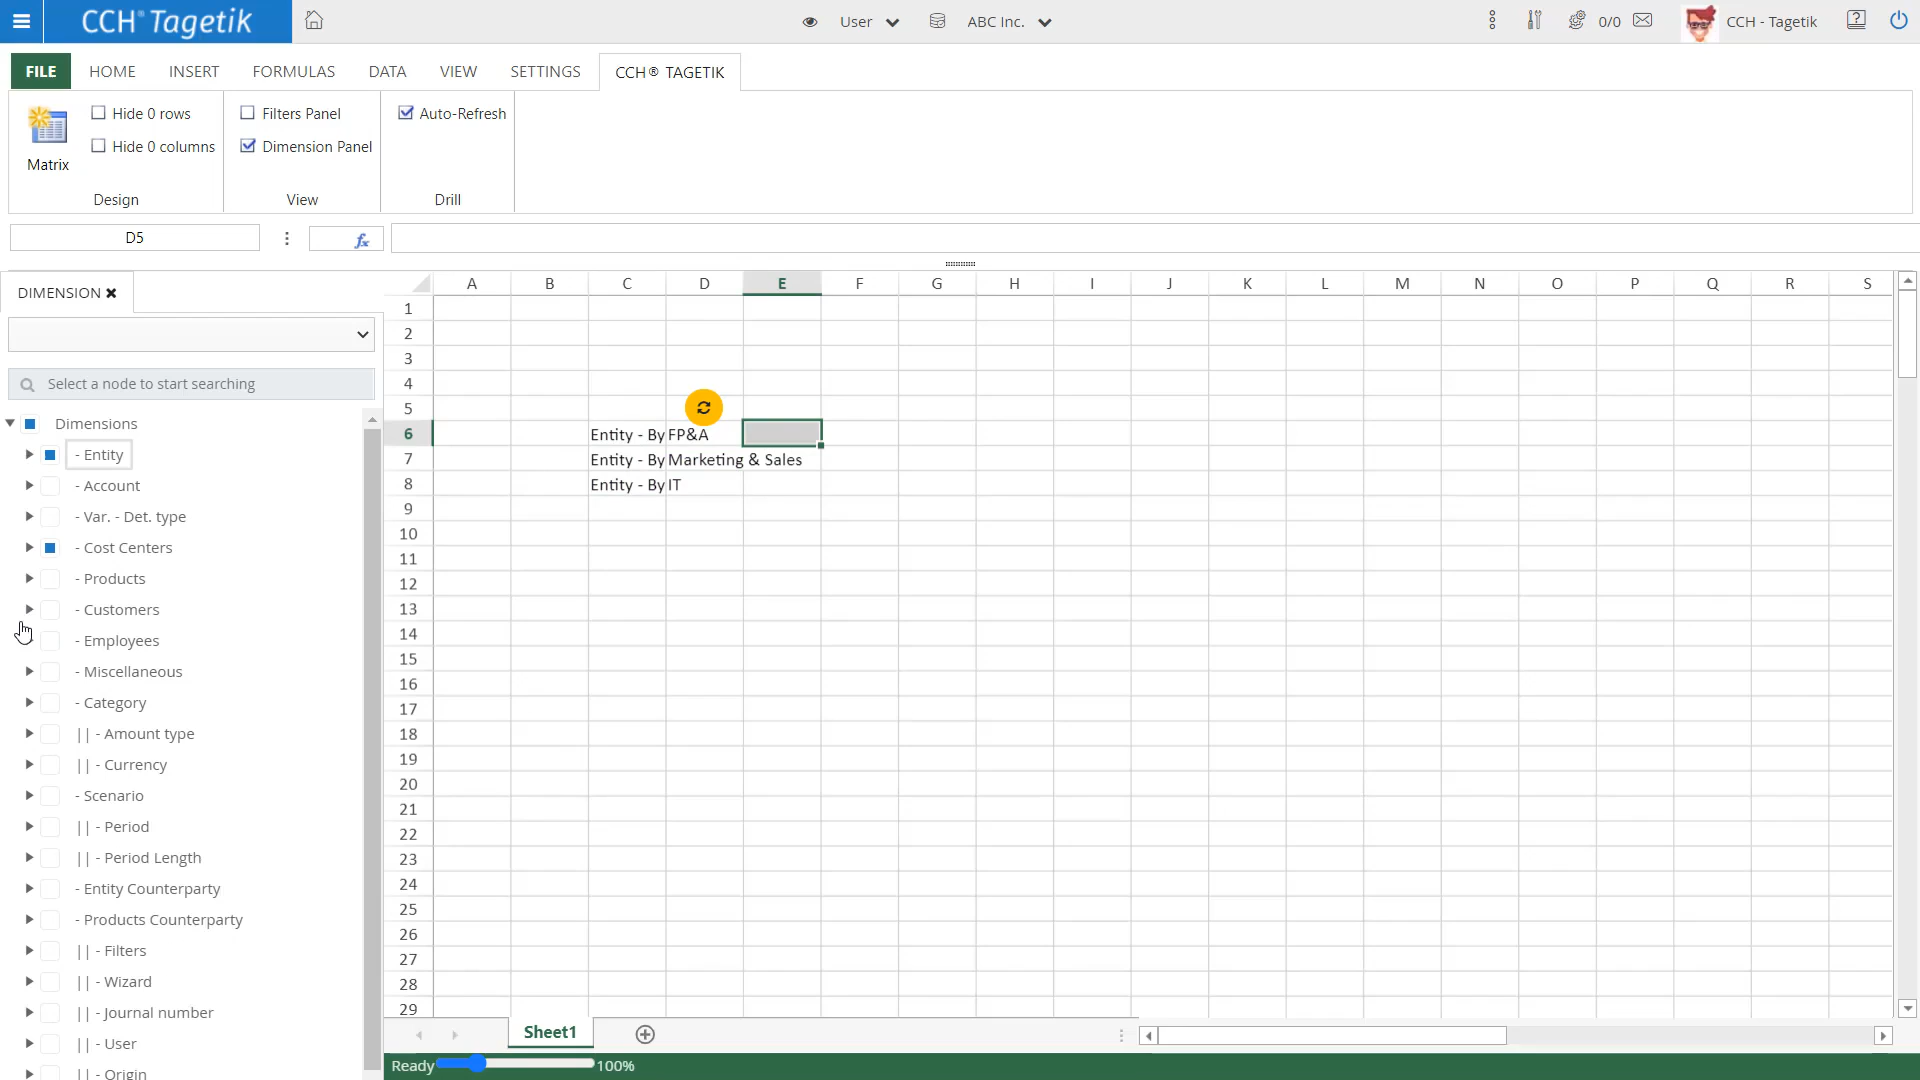 CCH® Tagetik
User
ABC Inc.
0/0
CCH - Tagetik
FILE HOME INSERT FORMULAS DATA VIEW SETTINGS CCH® TAGETIK
Matrix
Hide 0 rows
Hide 0 columns
Design
Filters Panel
Dimension Panel
View
Auto-Refresh
Drill
D5
fx
DIMENSION
Select a node to start searching
Dimensions
- Entity
- Account
- Var. - Det. type
- Cost Centers
- Products
- Customers
- Employees
- Miscellaneous
- Category
|| - Amount type
|| - Currency
- Scenario
|| - Period
|| - Period Length
- Entity Counterparty
- Products Counterparty
|| - Filters
|| - Wizard
|| - Journal number
|| - User
|| - Origin
A B C D E F G H I J K L M N O P Q R S
1
2
3
4
5
6 Entity - By FP&A
7 Entity - By Marketing & Sales
8 Entity - By IT
9
10
11
12
13
14
15
16
17
18
19
20
21
22
23
24
25
26
27
28
29
Sheet1
Ready 100%